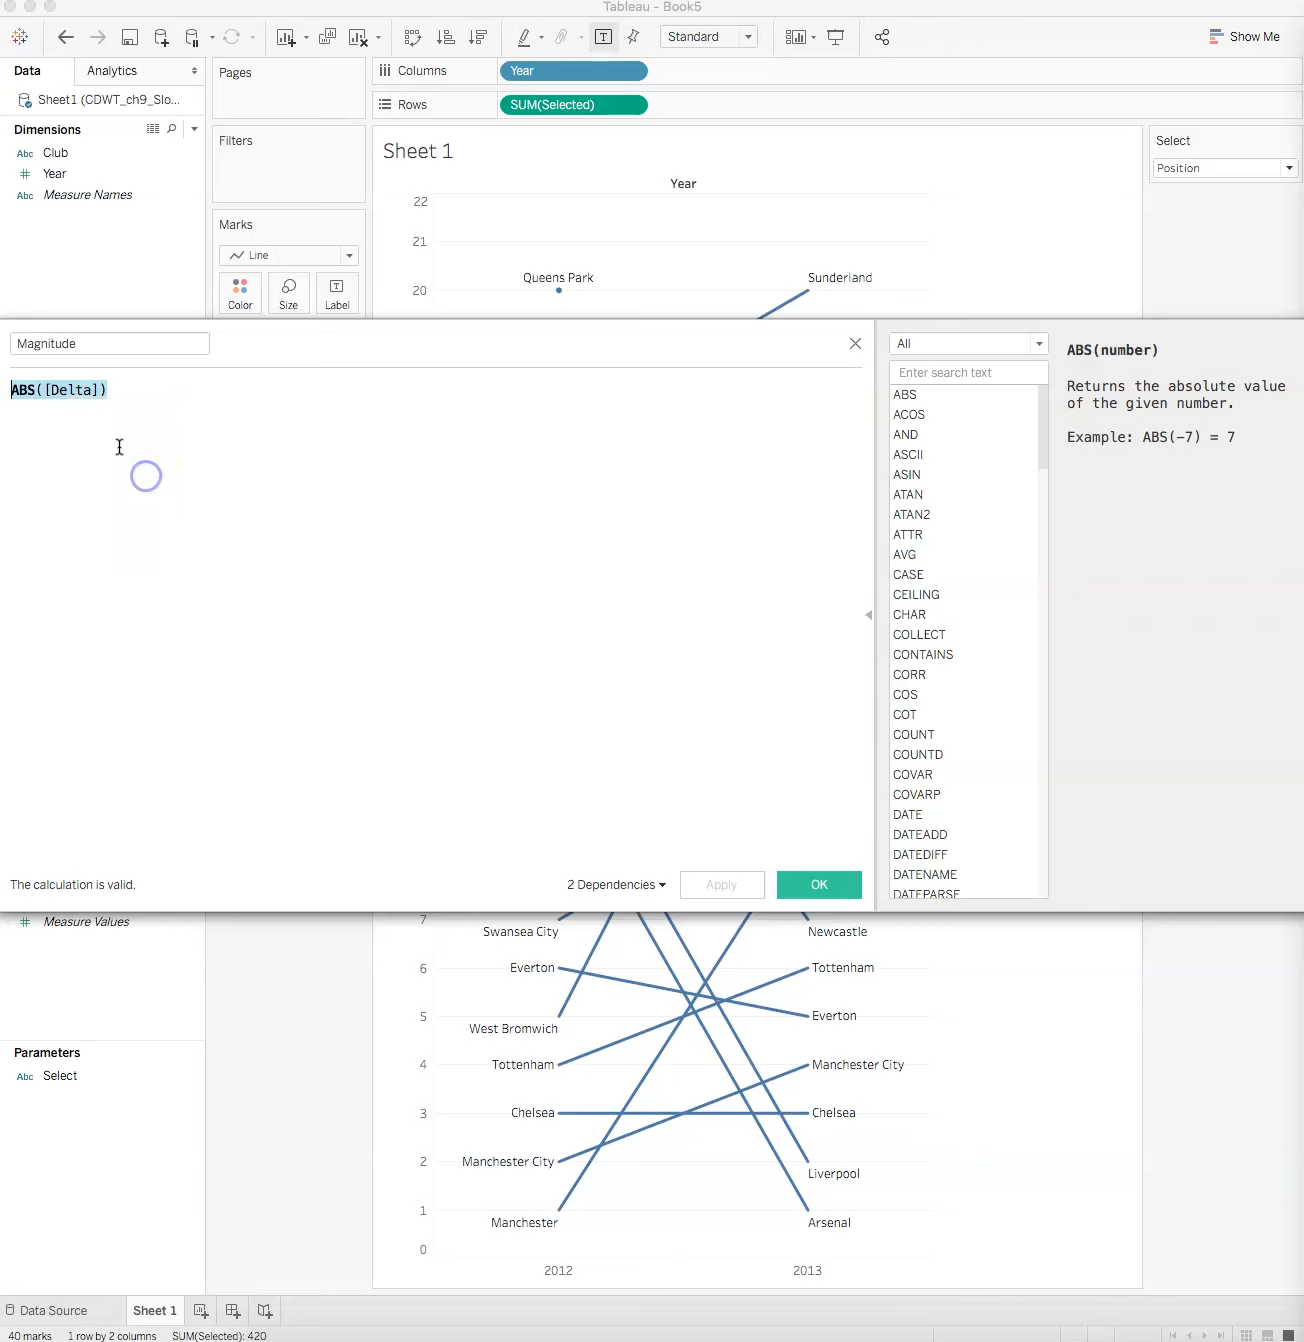 Tableau - Book5
Standard
Show Me
Data
Analytics
Pages
Columns
Year
Sheet1 (CDWT_ch9_Slo...
Rows
SUM(Selected)
Dimensions
Filters
Abc Club
# Year
Abc Measure Names
Sheet 1
Select
Position
Year
Marks
Line
Color
Size
Label
22
21
20
Queens Park
Sunderland
Magnitude
ABS([Delta])
All
Enter search text
ABS
ACOS
AND
ASCII
ASIN
ATAN
ATAN2
ATTR
AVG
CASE
CEILING
CHAR
COLLECT
CONTAINS
CORR
COS
COT
COUNT
COUNTD
COVAR
COVARP
DATE
DATEADD
DATEDIFF
DATENAME
DATEPARSE
ABS(number)
Returns the absolute value
of the given number.
Example: ABS(-7) = 7
The calculation is valid.
2 Dependencies
Apply
OK
# Measure Values
Parameters
Abc Select
7
6
5
4
3
2
1
0
Swansea City
Everton
West Bromwich
Tottenham
Chelsea
Manchester City
Manchester
Newcastle
Tottenham
Everton
Manchester City
Chelsea
Liverpool
Arsenal
2012
2013
Data Source
Sheet 1
40 marks
1 row by 2 columns
SUM(Selected): 420